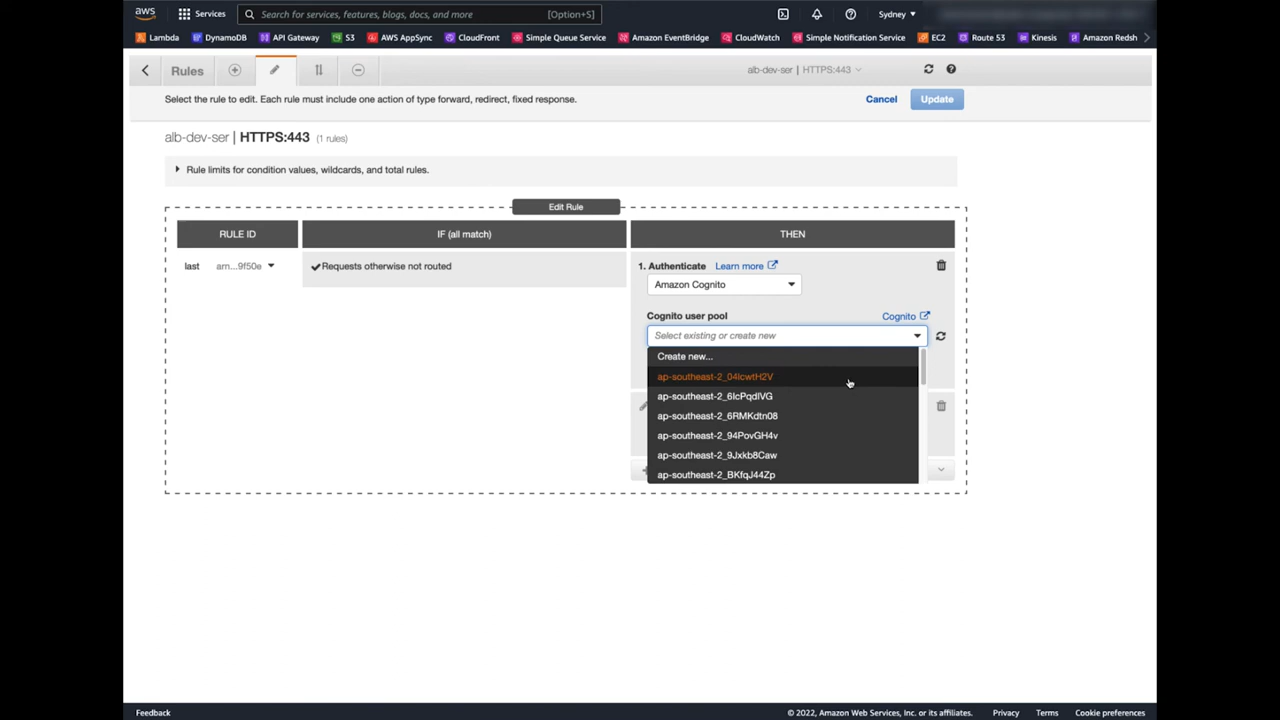 aws Services Search for services, features, blogs, docs, and more [Option+S] Sydney
Lambda DynamoDB API Gateway S3 AWS AppSync CloudFront Simple Queue Service Amazon EventBridge CloudWatch Simple Notification Service EC2 Route 53 Kinesis Amazon Redsh
Rules alb-dev-ser | HTTPS:443
Select the rule to edit. Each rule must include one action of type forward, redirect, fixed response. Cancel Update
alb-dev-ser | HTTPS:443 (1 rules)
Rule limits for condition values, wildcards, and total rules.
Edit Rule
RULE ID IF (all match) THEN
last arn...9f50e Requests otherwise not routed 1. Authenticate Learn more
Amazon Cognito
Cognito user pool Cognito
Select existing or create new
Create new...
ap-southeast-2_04lcwtH2V
ap-southeast-2_6IcPqdIVG
ap-southeast-2_6RMKdtn08
ap-southeast-2_94PovGH4v
ap-southeast-2_9Jxkb8Caw
ap-southeast-2_BKfqJ44Zp
Feedback © 2022, Amazon Web Services, Inc. or its affiliates. Privacy Terms Cookie preferences